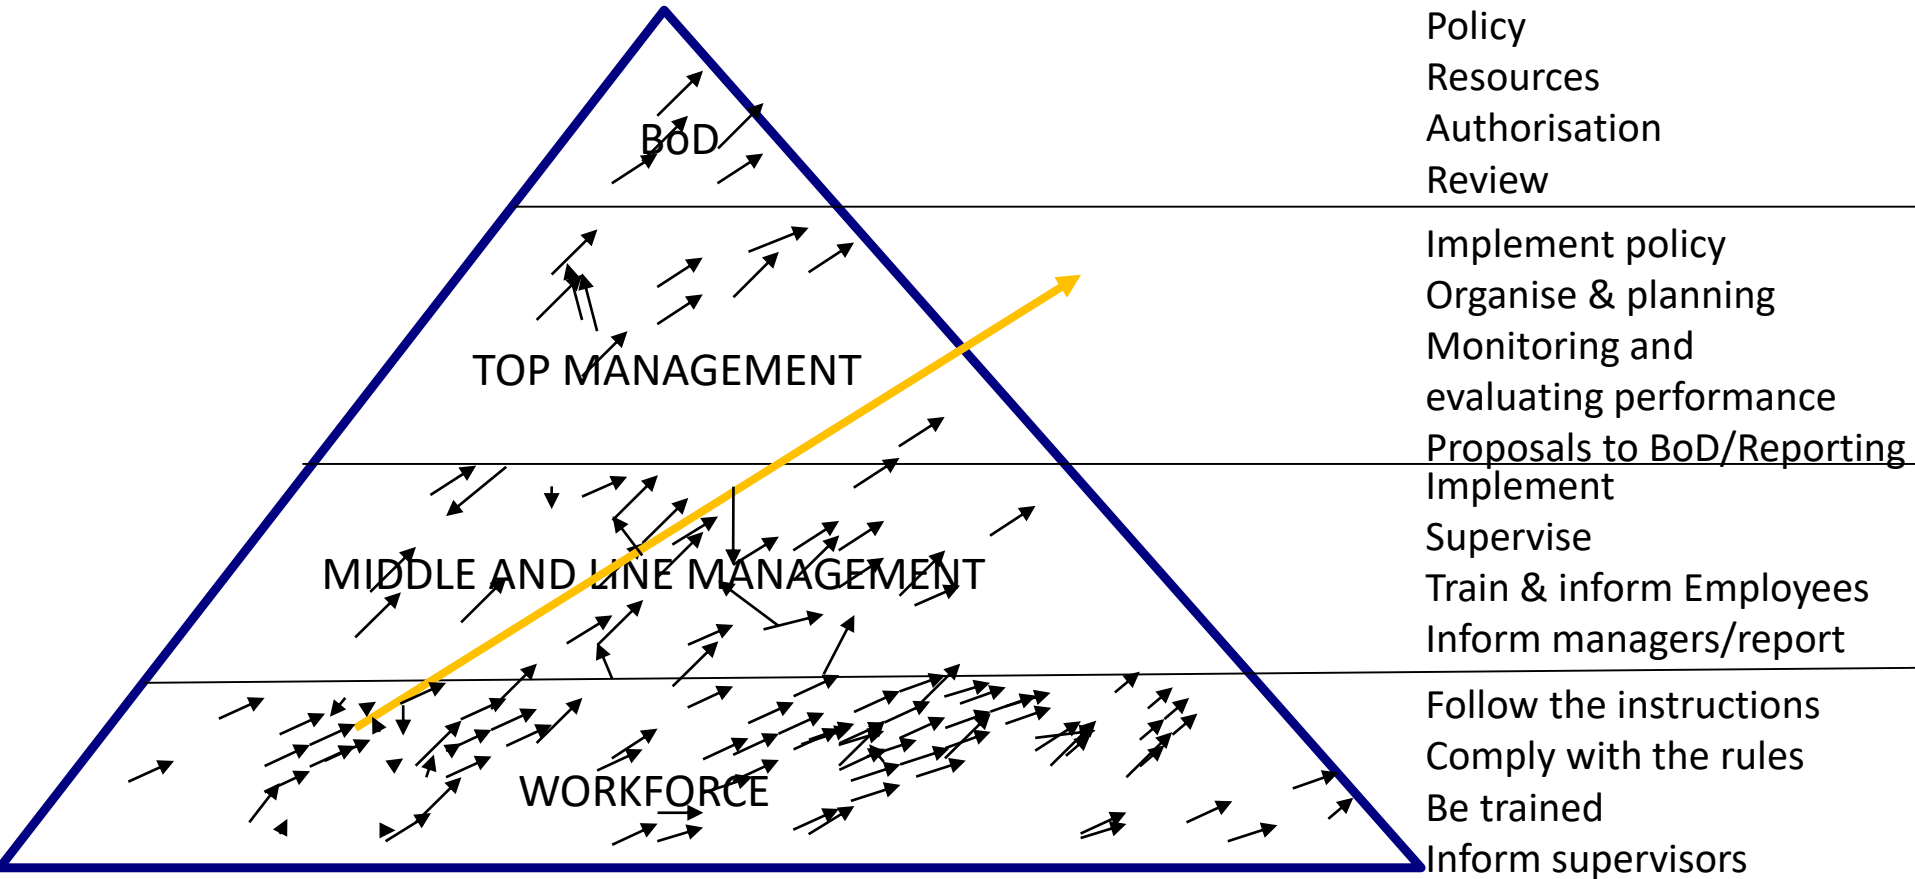 Policy
Resources
Authorisation
Review
BoD
Implement policy
Organise & planning
Monitoring and
evaluating performance
Proposals to BoD/Reporting
TOP MANAGEMENT
Implement
Supervise
Train & inform Employees
Inform managers/report
MIDDLE AND LINE MANAGEMENT
Follow the instructions
Comply with the rules
Be trained
Inform supervisors
WORKFORCE